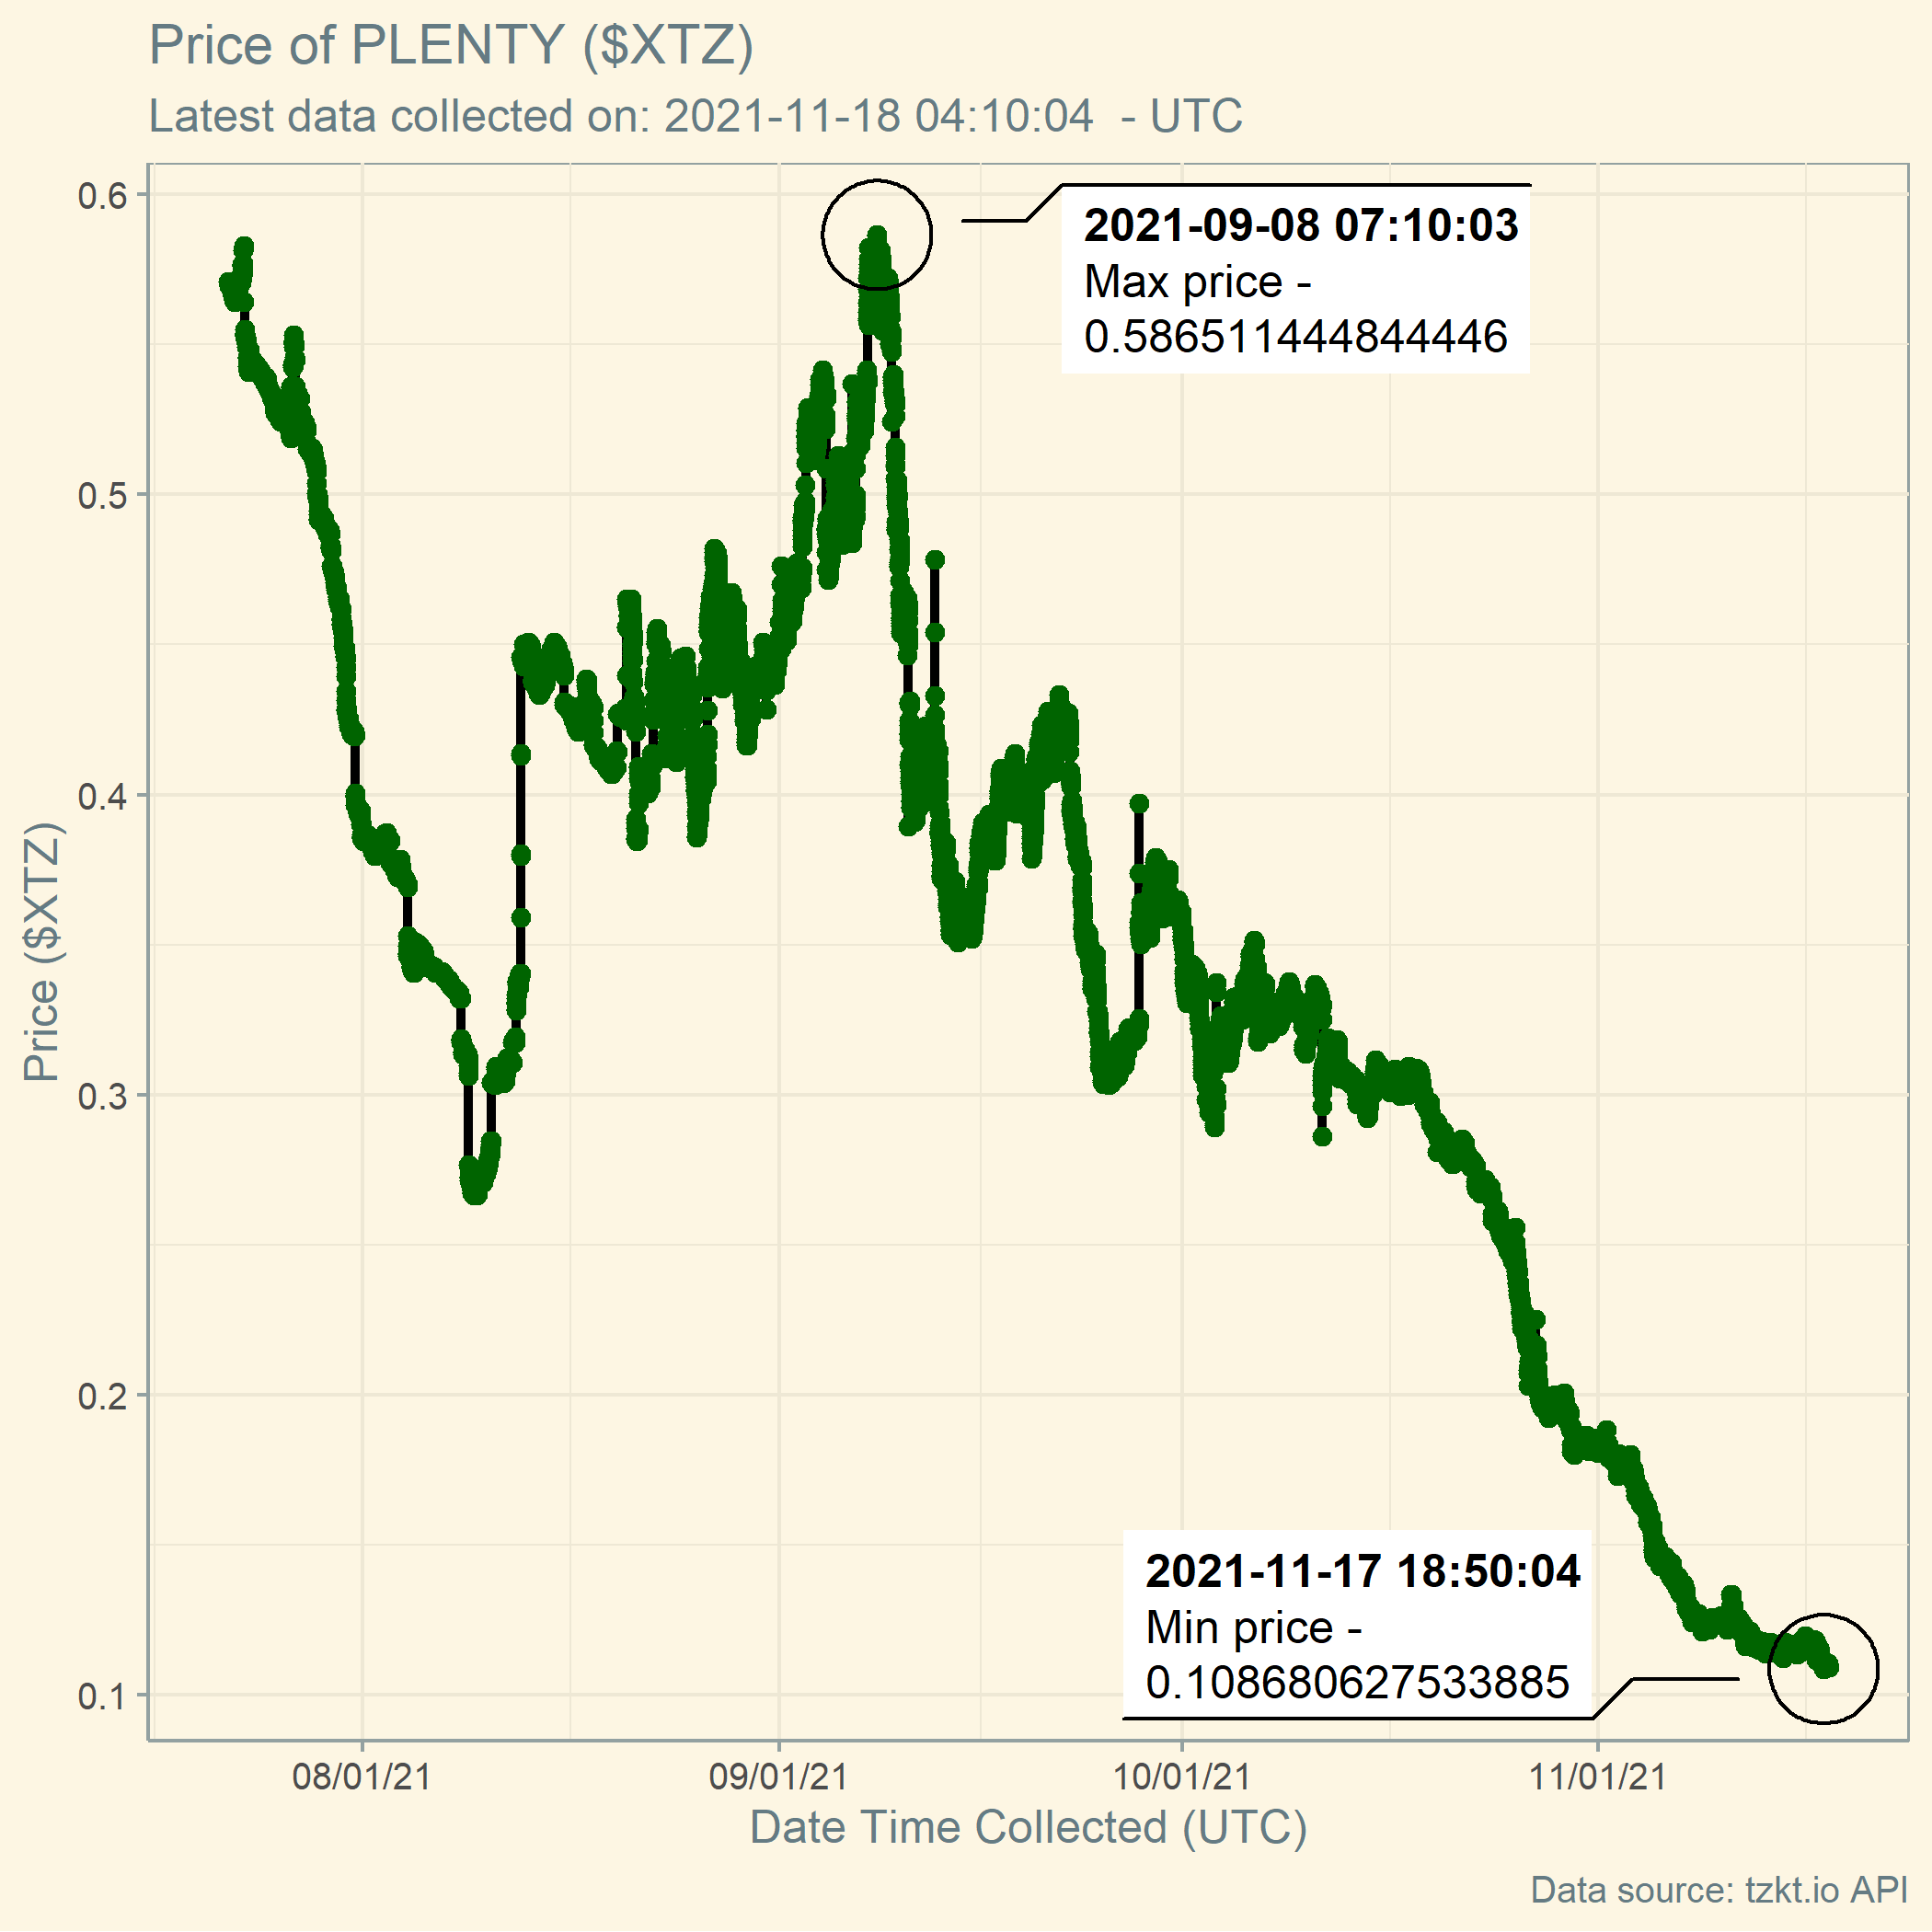 Price of PLENTY ($XTZ)
Latest data collected on: 2021-11-18 04:10:04  - UTC
0.6
0.5
0.4
0.3
0.2
0.1
Price ($XTZ)
2021-09-08 07:10:03
Max price -
0.586511444844446
2021-11-17 18:50:04
Min price -
0.108680627533885
08/01/21
09/01/21
10/01/21
11/01/21
Date Time Collected (UTC)
Data source: tzkt.io API